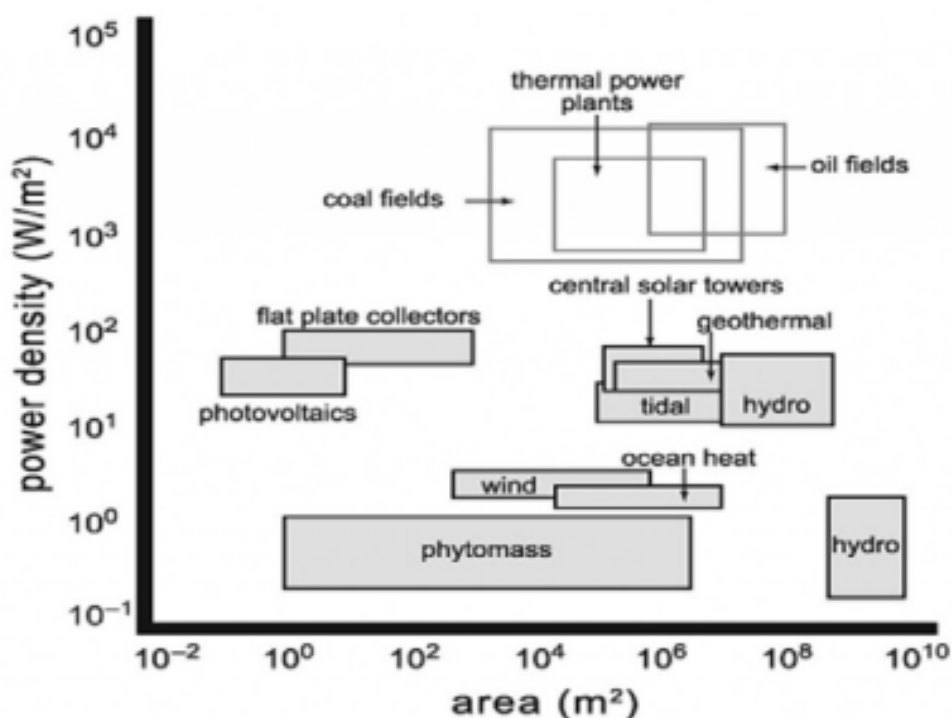 10⁵
thermal power
plants
10⁴
oil fields
coal fields
10³
central solar towers
flat plate collectors
geothermal
10²
photovoltaics
tidal
hydro
10¹
ocean heat
wind
10⁰
phytomass
hydro
10⁻¹
power density (W/m²)
10⁻² 10⁰ 10² 10⁴ 10⁶ 10⁸ 10¹⁰
area (m²)